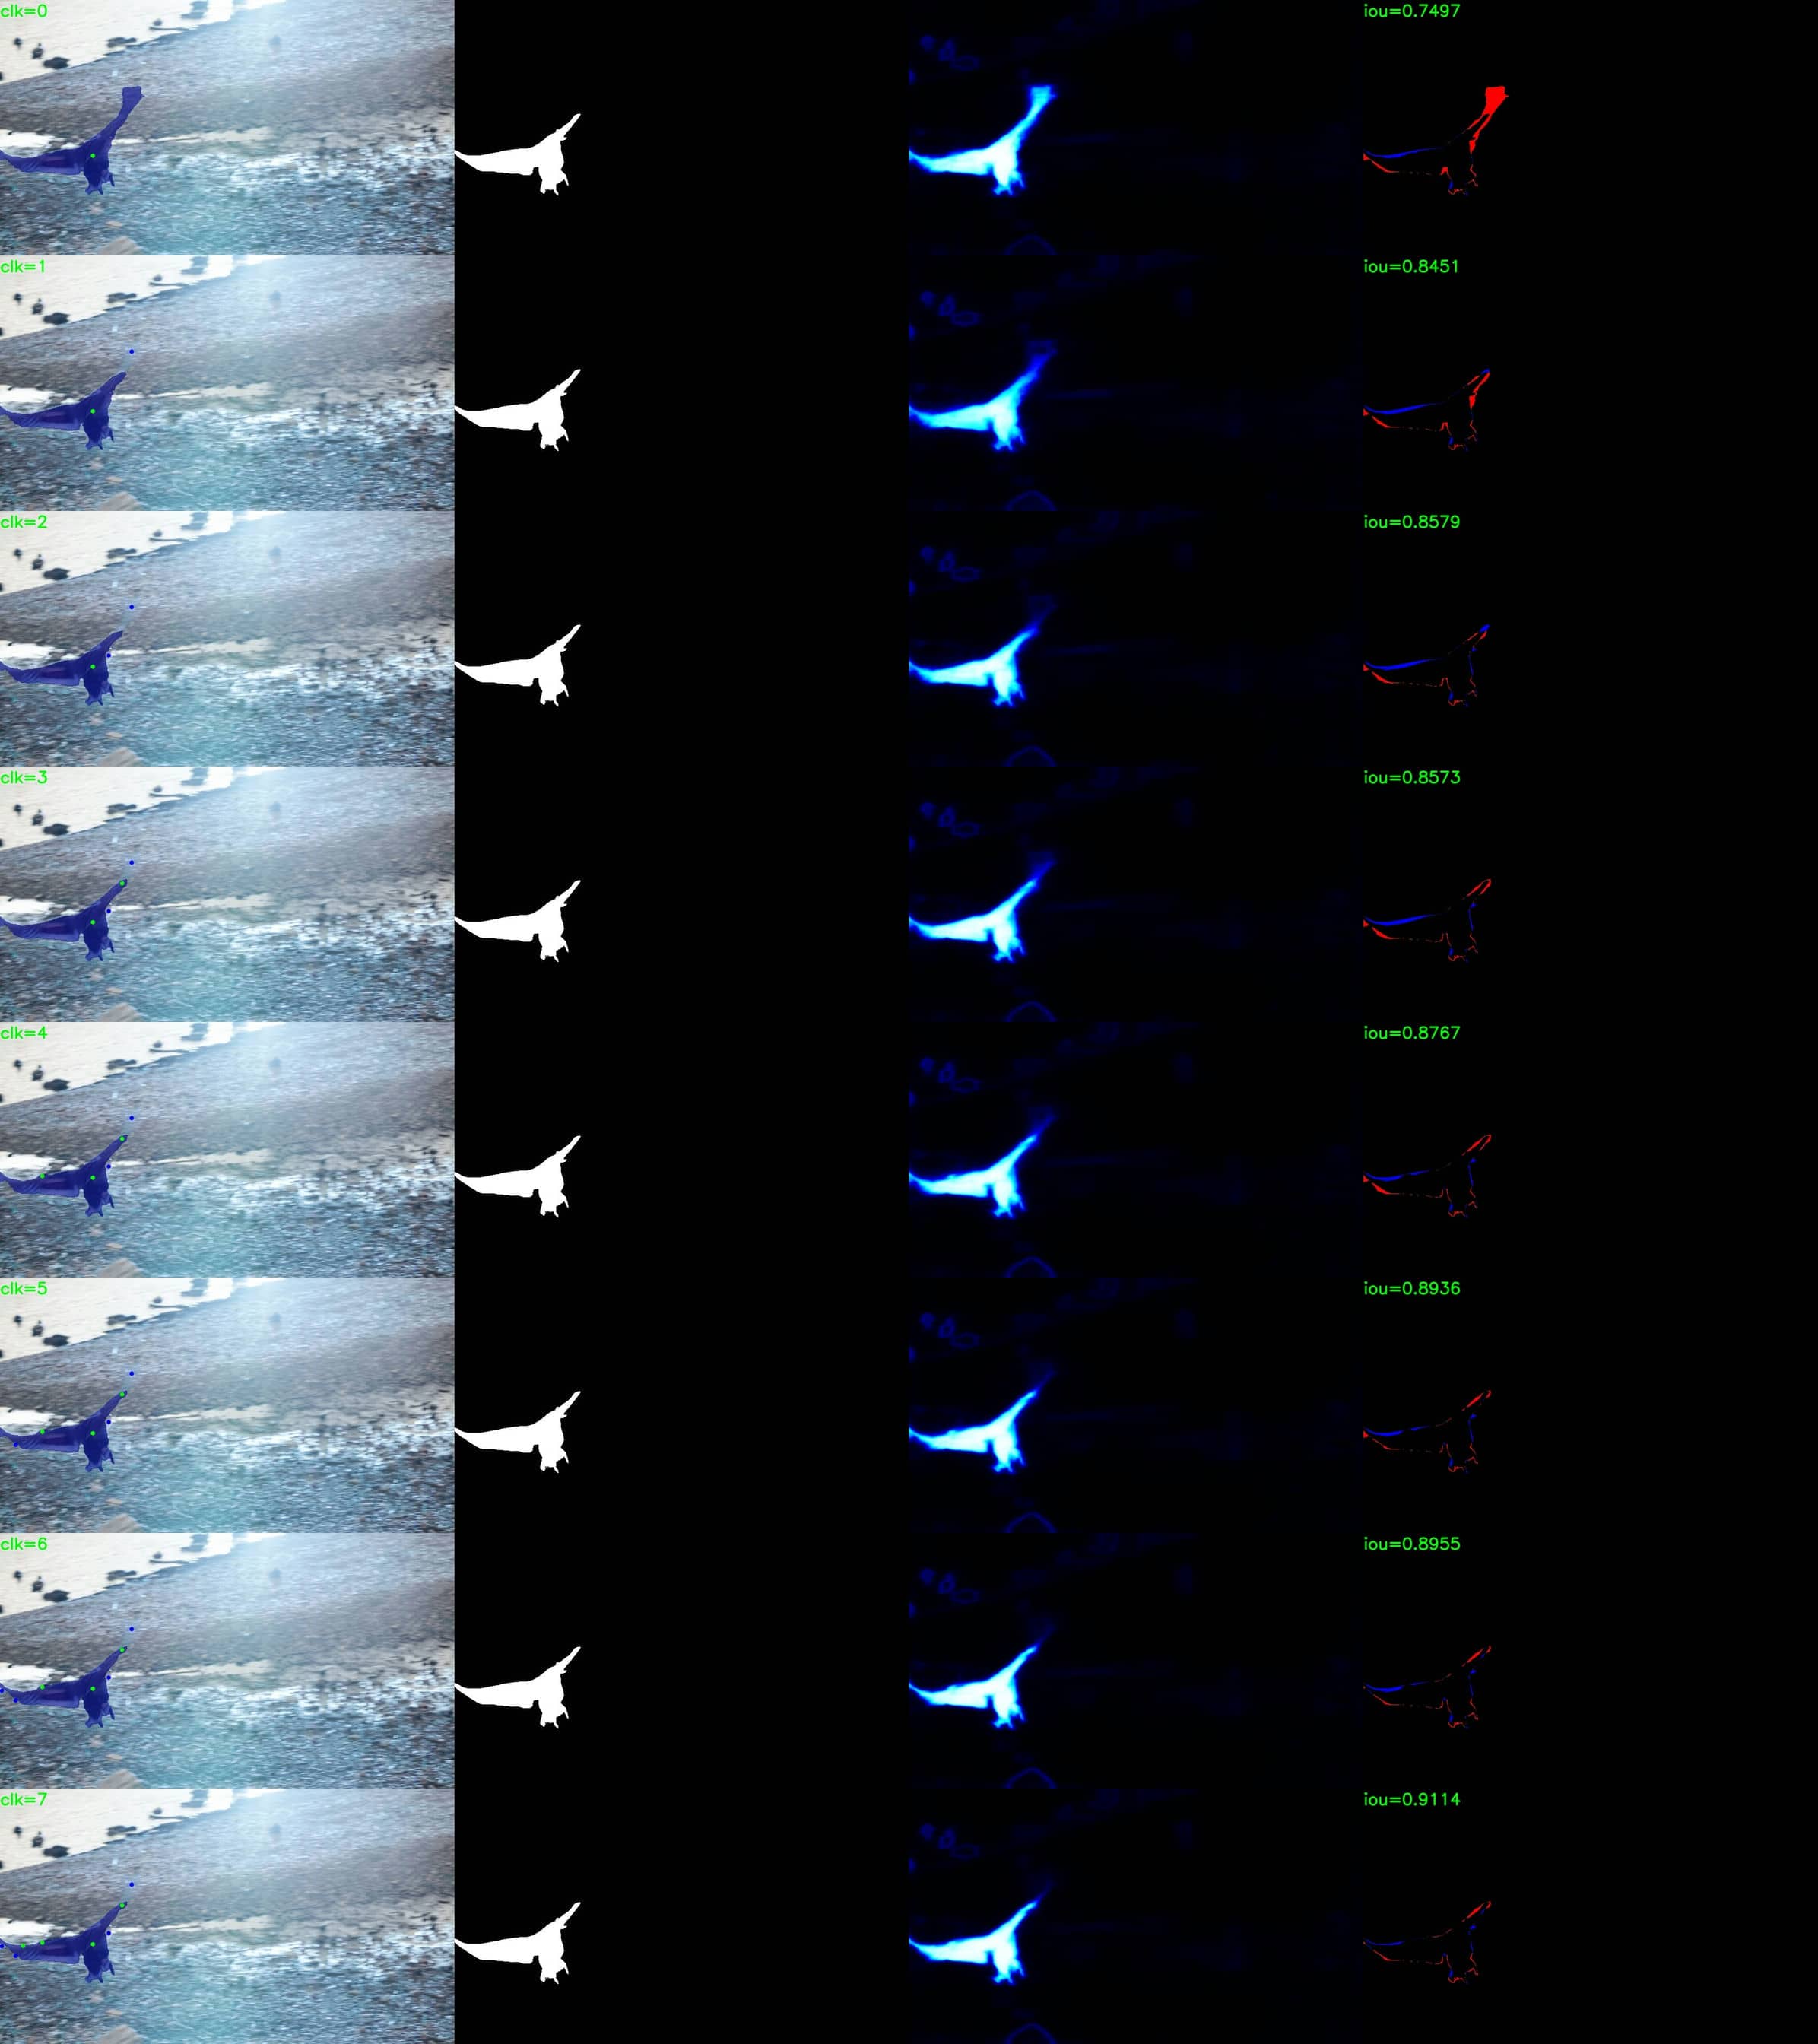 clk=0
iou=0.7497
clk=1
iou=0.8451
clk=2
iou=0.8579
clk=3
iou=0.8573
clk=4
iou=0.8767
clk=5
iou=0.8936
clk=6
iou=0.8955
clk=7
iou=0.9114